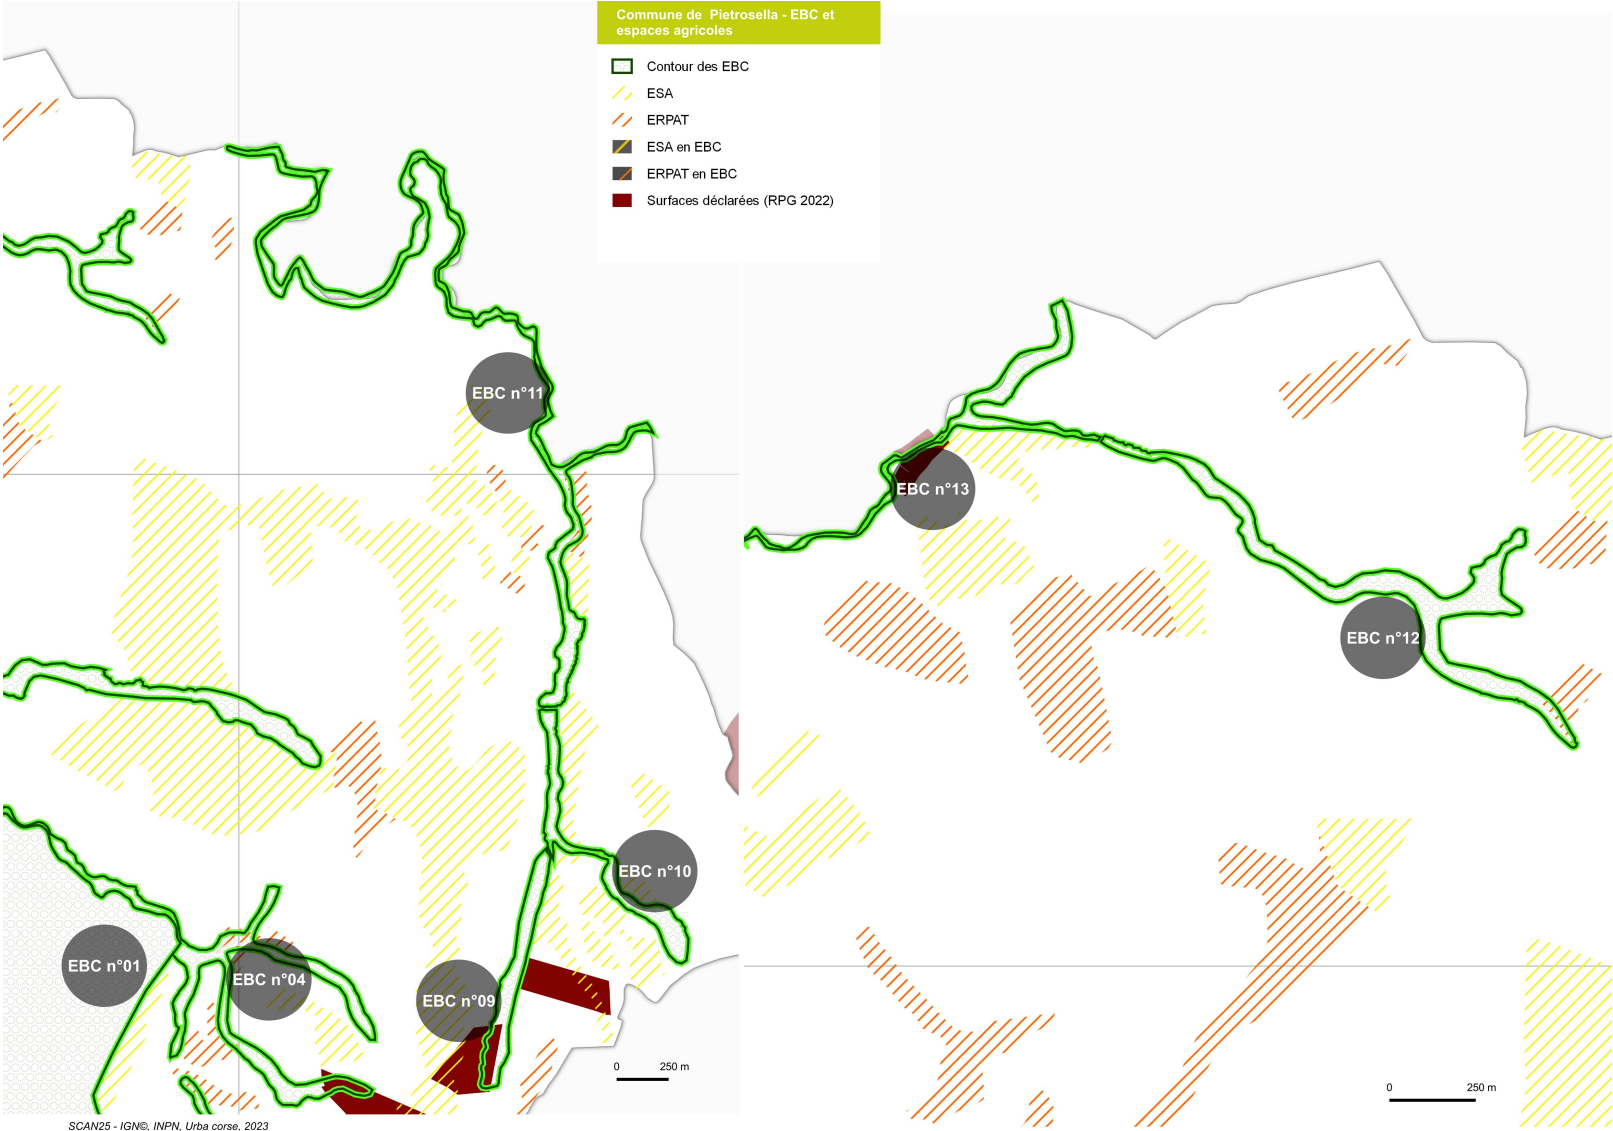 Commune de Pietrosella - EBC et
espaces agricoles
Contour des EBC
ESA
ERPAT
ESA en EBC
ERPAT en EBC
Surfaces déclarées (RPG 2022)
EBC n°11
EBC n°13
EBC n°12
EBC n°10
EBC n°01
EBC n°04
EBC n°09
0 250 m
0 250 m
SCAN25 - IGN©, INPN, Urba corse, 2023